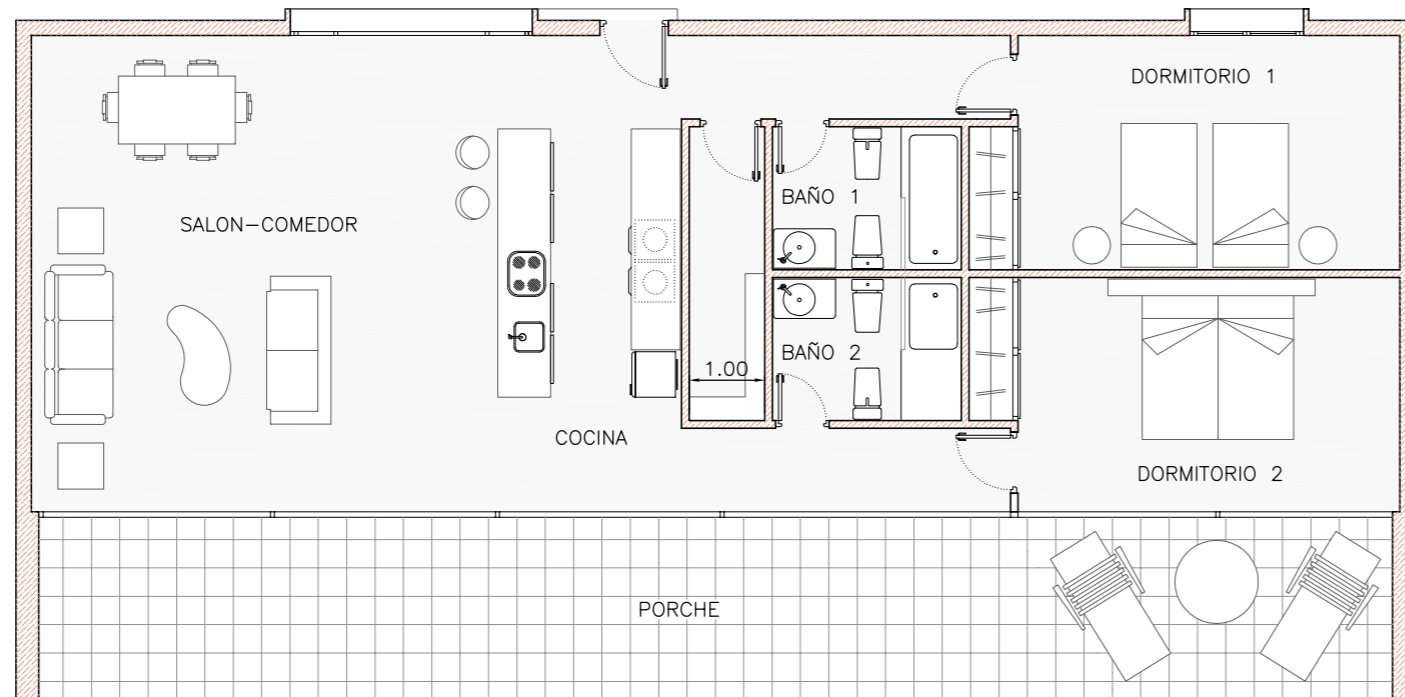 DORMITORIO 1
BAÑO 1
SALON-COMEDOR
BAÑO 2
1.00
COCINA
DORMITORIO 2
PORCHE